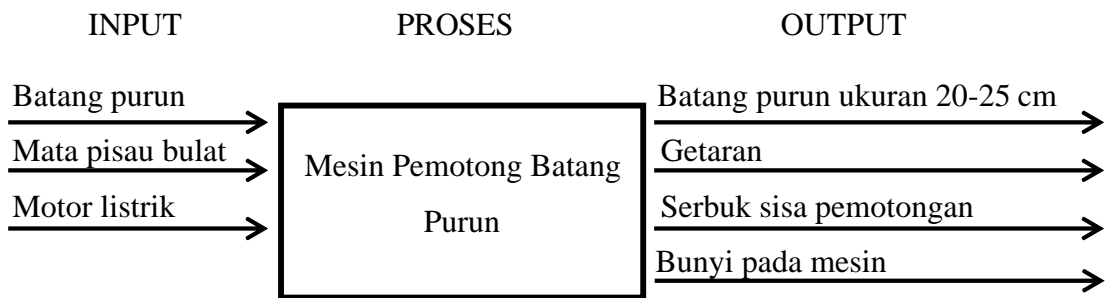 INPUT PROSES OUTPUT
Batang purun
Mata pisau bulat
Motor listrik
Mesin Pemotong Batang
Purun
Batang purun ukuran 20-25 cm
Getaran
Serbuk sisa pemotongan
Bunyi pada mesin